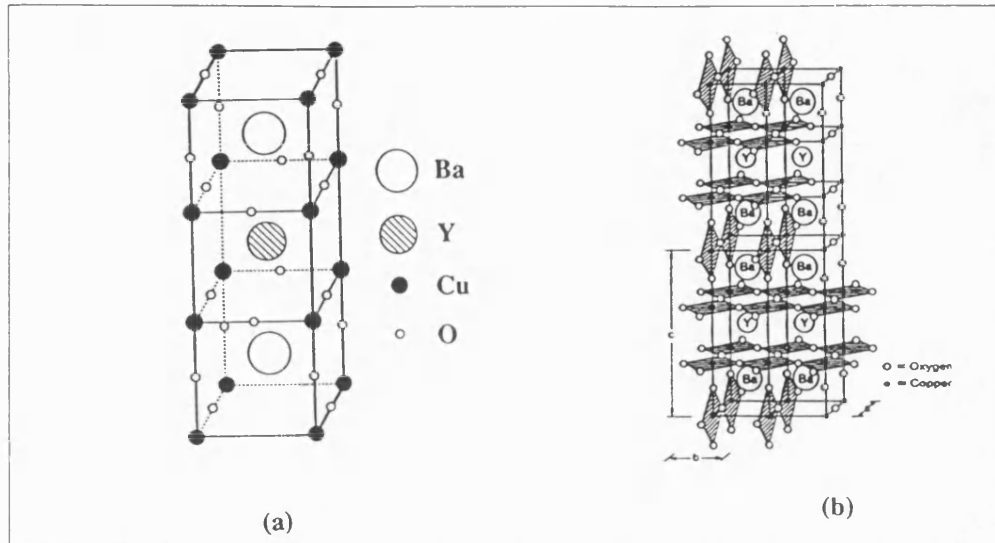 Ba
Y
Cu
O
(a)
Ba Ba
Y Y
Ba Ba
Ba Ba
Y Y
Ba Ba
c
b
a
o = Oxygen
• = Copper
(b)